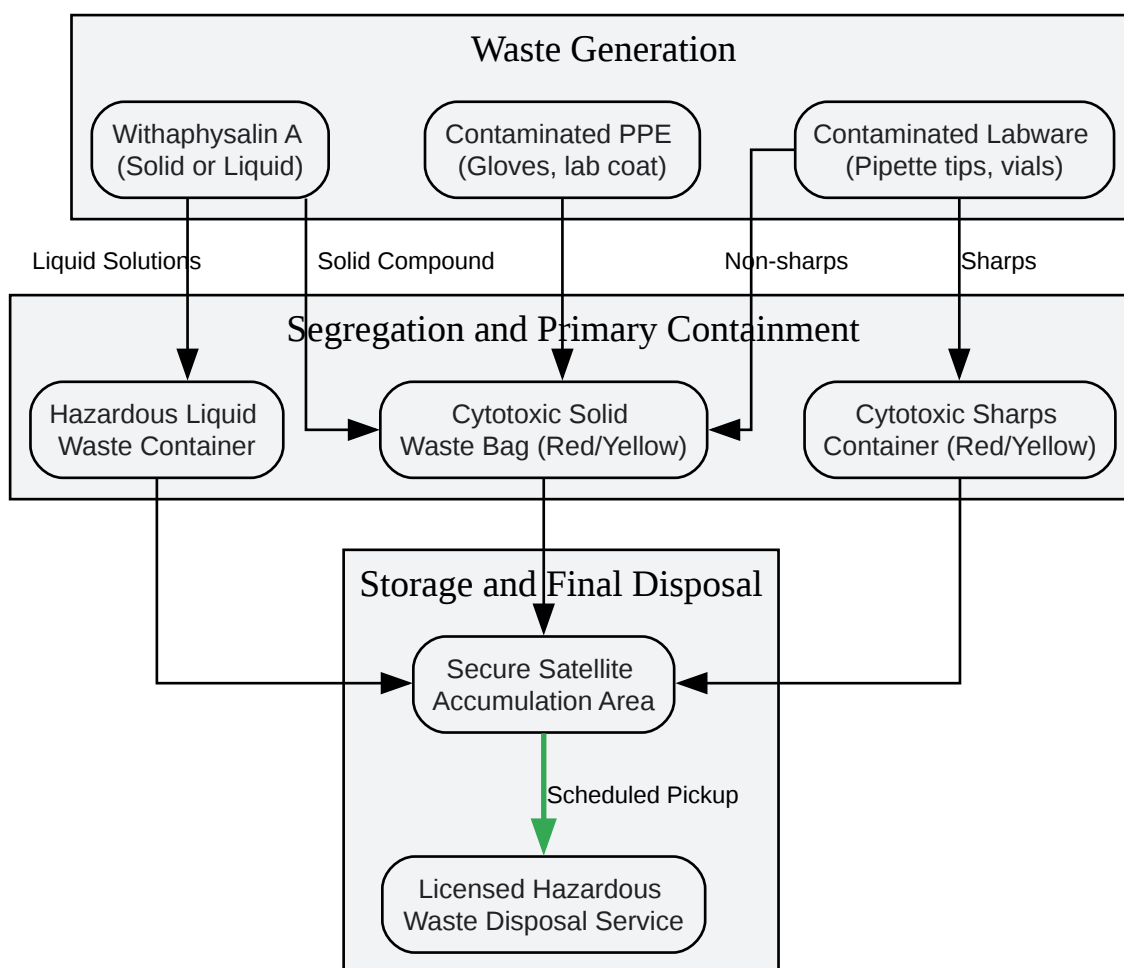 Waste Generation
Withaphysalin A
(Solid or Liquid)
Contaminated PPE
(Gloves, lab coat)
Contaminated Labware
(Pipette tips, vials)
Liquid Solutions
Solid Compound
Non-sharps
Sharps
Segregation and Primary Containment
Hazardous Liquid
Waste Container
Cytotoxic Solid
Waste Bag (Red/Yellow)
Cytotoxic Sharps
Container (Red/Yellow)
Storage and Final Disposal
Secure Satellite
Accumulation Area
Scheduled Pickup
Licensed Hazardous
Waste Disposal Service